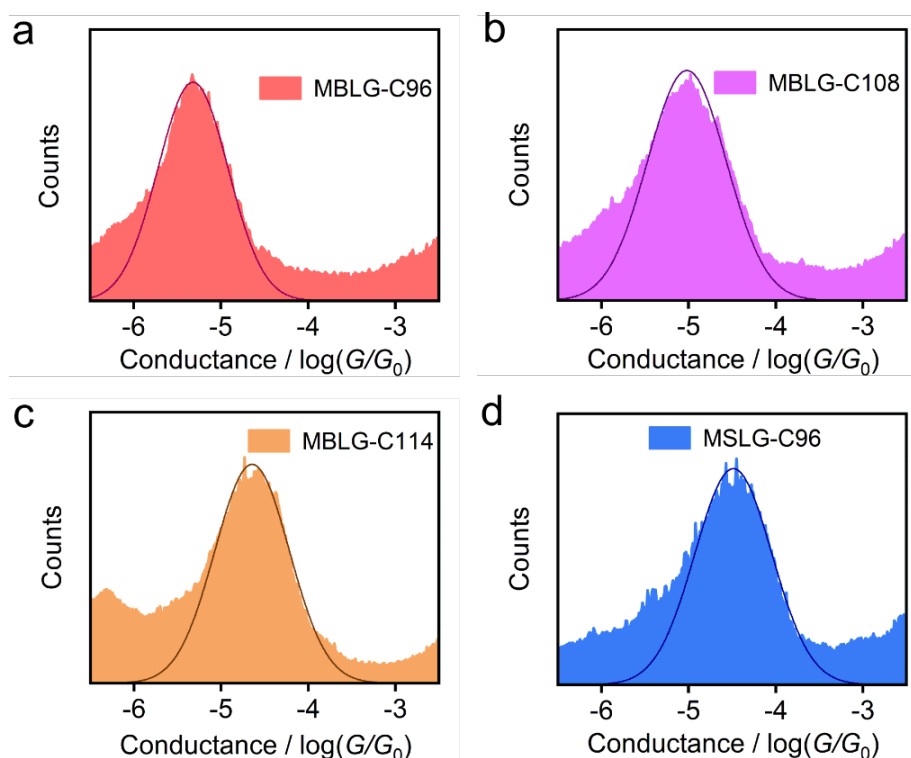 a
MBLG-C96
Counts
-6 -5 -4 -3
Conductance / log(G/G₀)
b
MBLG-C108
Counts
-6 -5 -4 -3
Conductance / log(G/G₀)
c
MBLG-C114
Counts
-6 -5 -4 -3
Conductance / log(G/G₀)
d
MSLG-C96
Counts
-6 -5 -4 -3
Conductance / log(G/G₀)